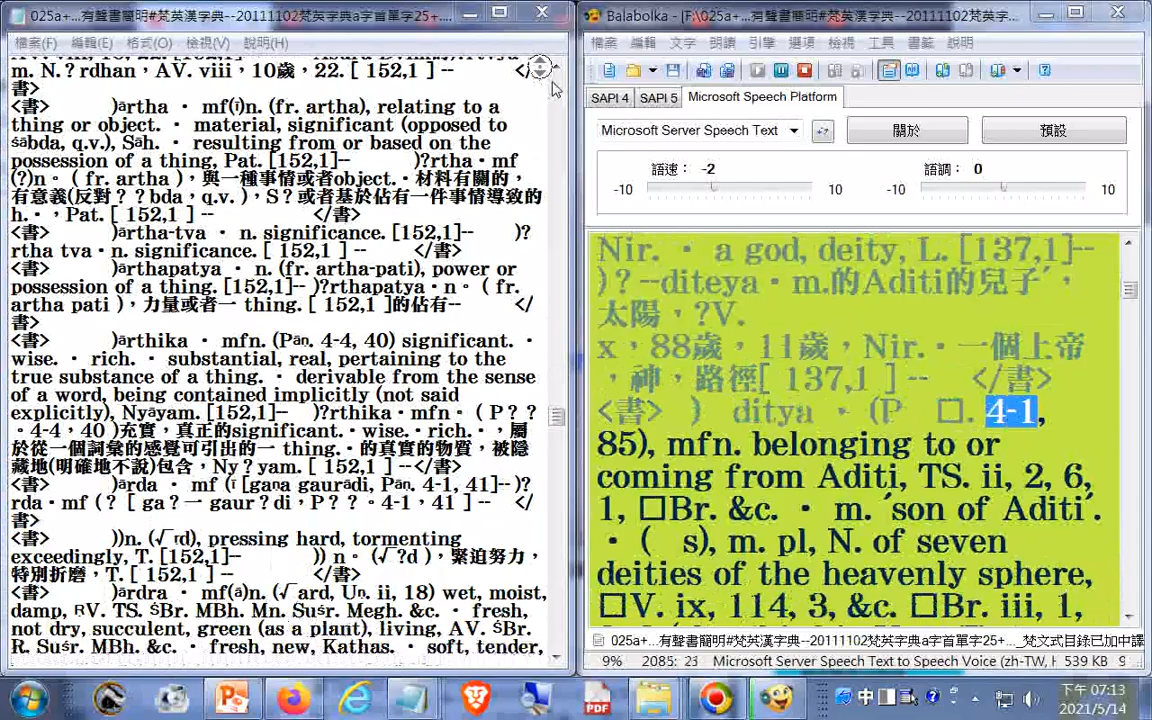 有聲書簡明#梵英漢字典--20111102梵英字典a字首單字25+...
檔案(F) 編輯(E) 格式(O) 檢視(V) 說明(H)
m. N. ? rdhan，AV. viii，10歲，22. [ 152,1 ] --
書>
<書> )ārtha · mf(ī)n. (fr. artha), relating to a
thing or object. · material, significant (opposed to
śābda, q.v.), Sāh. · resulting from or based on the
possession of a thing, Pat. [152,1]-- )?rtha·mf
(?)n。( fr. artha )，與一種事情或者object.·材料有關的，
有意義(反對？？bda，q.v. )，S？或者基於佔有一件事情導致的
h.·，Pat. [ 152,1 ] -- </書>
<書> )ārtha-tva · n. significance. [152,1]-- )?
rtha tva·n. significance. [ 152,1 ] -- </書>
<書> )ārthapatya · n. (fr. artha-pati), power or
possession of a thing. [152,1]-- )?rthapatya·n。( fr.
artha pati )，力量或者一 thing. [ 152,1 ]的佔有-- </
書>
<書> )ārthika · mfn. (Pāṇ. 4-4, 40) significant. ·
wise. · rich. · substantial, real, pertaining to the
true substance of a thing. · derivable from the sense
of a word, being contained implicitly (not said
explicitly), Nyāyam. [152,1]-- )?rthika·mfn。( P？？
。4-4，40 )充實，真正的significant.·wise.·rich.·，屬
於從一個詞彙的感覺可引出的一 thing.·的真實的物質，被隱
藏地(明確地不說)包含，Ny？yam. [ 152,1 ] -- </書>
<書> )ārda · mf (ī [gaṇa gaurādi, Pāṇ. 4-1, 41])?
rda·mf (？[ ga？一 gaur？di，P？？。4-1，41 ] -- </
書>
<書> ))n. (√ṛd), pressing hard, tormenting
exceedingly, T. [152,1]-- )) n。(√?d )，緊迫努力，
特別折磨，T. [ 152,1 ] -- </書>
<書> )ārdra · mf(ā)n. (√ard, Uṇ. ii, 18) wet, moist,
damp, RV. TS. ŚBr. MBh. Mn. Suśr. Megh. &c. · fresh,
not dry, succulent, green (as a plant), living, AV. ŚBr.
R. Suśr. MBh. &c. · fresh, new, Kathās. · soft, tender,
Balabolka - [F:\025a+...有聲書簡明#梵英漢字典--20111102梵英字...
檔案 編輯 文字 朗讀 引擎 選項 檢視 工具 書籤 說明
SAPI 4 SAPI 5 Microsoft Speech Platform
Microsoft Server Speech Text 關於 預設
語速： -2 語調： 0
-10 10 -10 10
Nir. · a god, deity, L. [137,1]--
)？--diteya·m.的Aditi的兒子´，
太陽，?V.
x，88歲，11歲，Nir.·一個上帝
，神，路徑[ 137,1 ] -- </書>
<書> ) ditya · (P □. 4-1,
85), mfn. belonging to or
coming from Aditi, TS. ii, 2, 6,
1, □Br. &c. · m. ´son of Aditi´.
· ( s), m. pl, N. of seven
deities of the heavenly sphere,
□V. ix, 114, 3, &c. □Br. iii, 1,
025a+...有聲書簡明#梵英漢字典--20111102梵英字典a字首單字25+..._梵文式目錄已加中譯
9% 2085: 23 Microsoft Server Speech Text to Speech Voice (zh-TW, H 539 KB 9
中
下午 07:13
2021/5/14